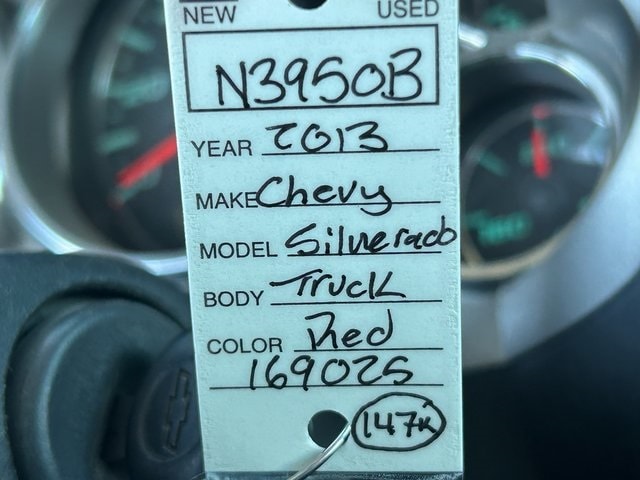 NEW USED
N3950B
YEAR 2013
MAKE Chevy
MODEL Silverado
BODY Truck
COLOR Red
169025
147K